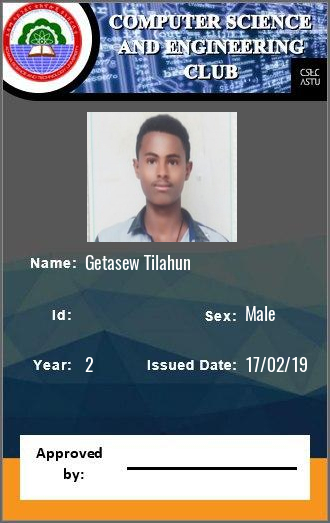 COMPUTER SCIENCE
AND ENGINEERING
CLUB
CSEC
ASTU
Name: Getasew Tilahun
Id:
Sex: Male
Year: 2
Issued Date: 17/02/19
Approved
by: